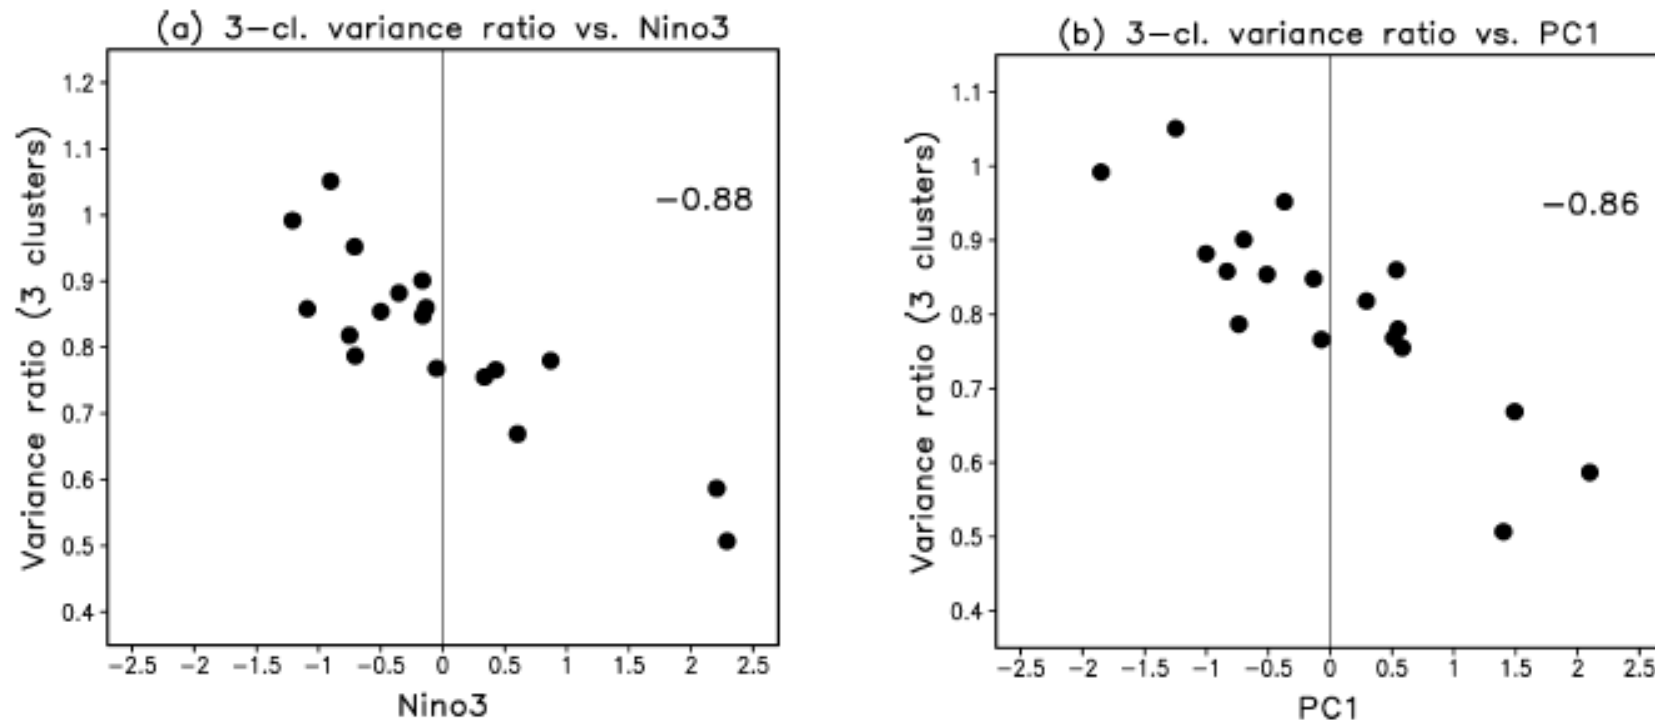 (a) 3-cl. variance ratio vs. Nino3
Variance ratio (3 clusters)
1.2
1.1
1
0.9
0.8
0.7
0.6
0.5
0.4
-0.88
-2.5 -2 -1.5 -1 -0.5 0 0.5 1 1.5 2 2.5
Nino3
(b) 3-cl. variance ratio vs. PC1
Variance ratio (3 clusters)
1.1
1
0.9
0.8
0.7
0.6
0.5
0.4
-0.86
-2.5 -2 -1.5 -1 -0.5 0 0.5 1 1.5 2 2.5
PC1